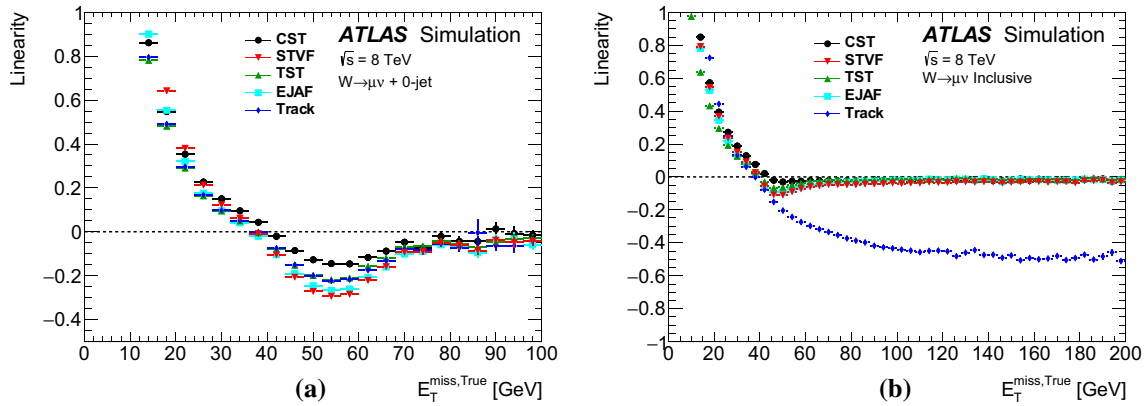 Linearity
1
0.8
0.6
0.4
0.2
0
−0.2
−0.4
0 10 20 30 40 50 60 70 80 90 100
E_T^miss,True [GeV]
CST
STVF
TST
EJAF
Track
ATLAS Simulation
√s = 8 TeV
W→μν + 0-jet
(a)
Linearity
1
0.8
0.6
0.4
0.2
0
−0.2
−0.4
−0.6
−0.8
−1
0 20 40 60 80 100 120 140 160 180 200
E_T^miss,True [GeV]
CST
STVF
TST
EJAF
Track
ATLAS Simulation
√s = 8 TeV
W→μν Inclusive
(b)